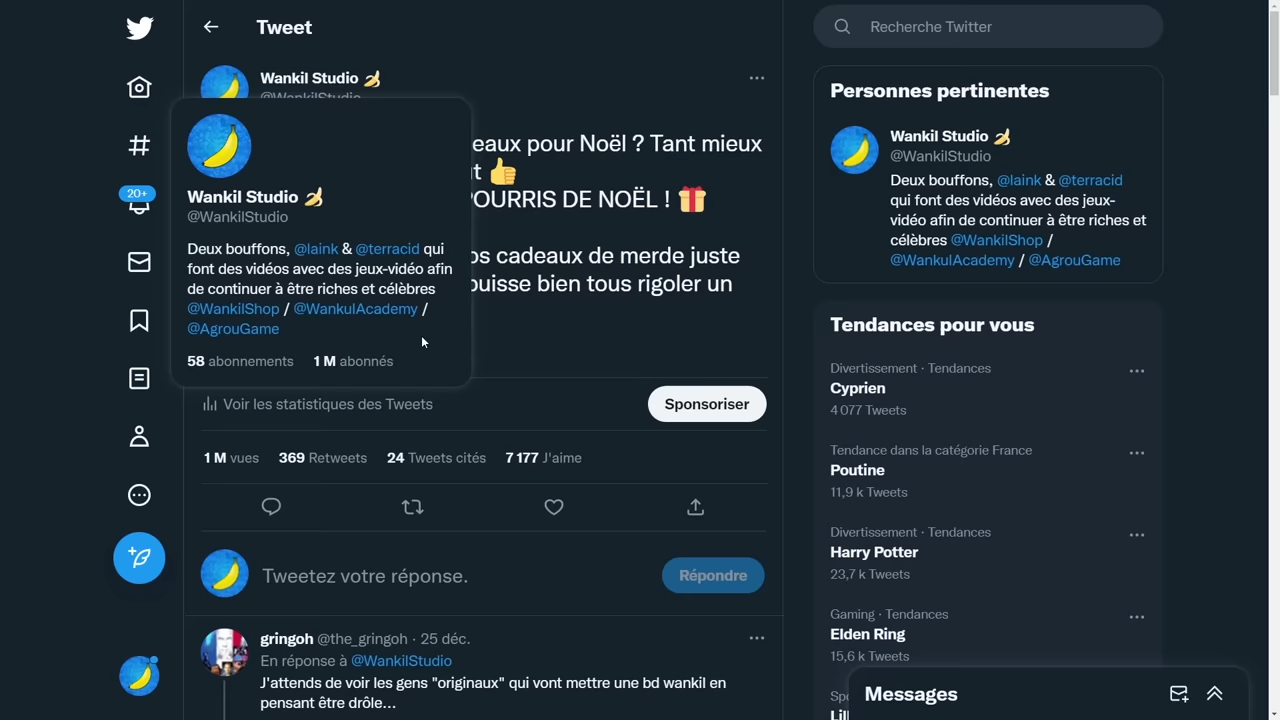 Tweet
Recherche Twitter
Wankil Studio 🍌
@WankilStudio
20+
Wankil Studio 🍌
@WankilStudio
Deux bouffons, @laink & @terracid qui
font des vidéos avec des jeux-vidéo afin
de continuer à être riches et célèbres
@WankilShop / @WankulAcademy /
@AgrouGame
58 abonnements 1 M abonnés
eaux pour Noël ? Tant mieux
👍
OURRIS DE NOËL ! 🎁
os cadeaux de merde juste
uisse bien tous rigoler un
Voir les statistiques des Tweets
Sponsoriser
1 M vues 369 Retweets 24 Tweets cités 7 177 J'aime
Tweetez votre réponse.
Répondre
gringoh @the_gringoh · 25 déc.
En réponse à @WankilStudio
J'attends de voir les gens "originaux" qui vont mettre une bd wankil en
pensant être drôle...
Personnes pertinentes
Wankil Studio 🍌
@WankilStudio
Deux bouffons, @laink & @terracid
qui font des vidéos avec des jeux-
vidéo afin de continuer à être riches et
célèbres @WankilShop /
@WankulAcademy / @AgrouGame
Tendances pour vous
Divertissement · Tendances
Cyprien
4 077 Tweets
Tendance dans la catégorie France
Poutine
11,9 k Tweets
Divertissement · Tendances
Harry Potter
23,7 k Tweets
Gaming · Tendances
Elden Ring
15,6 k Tweets
Messages